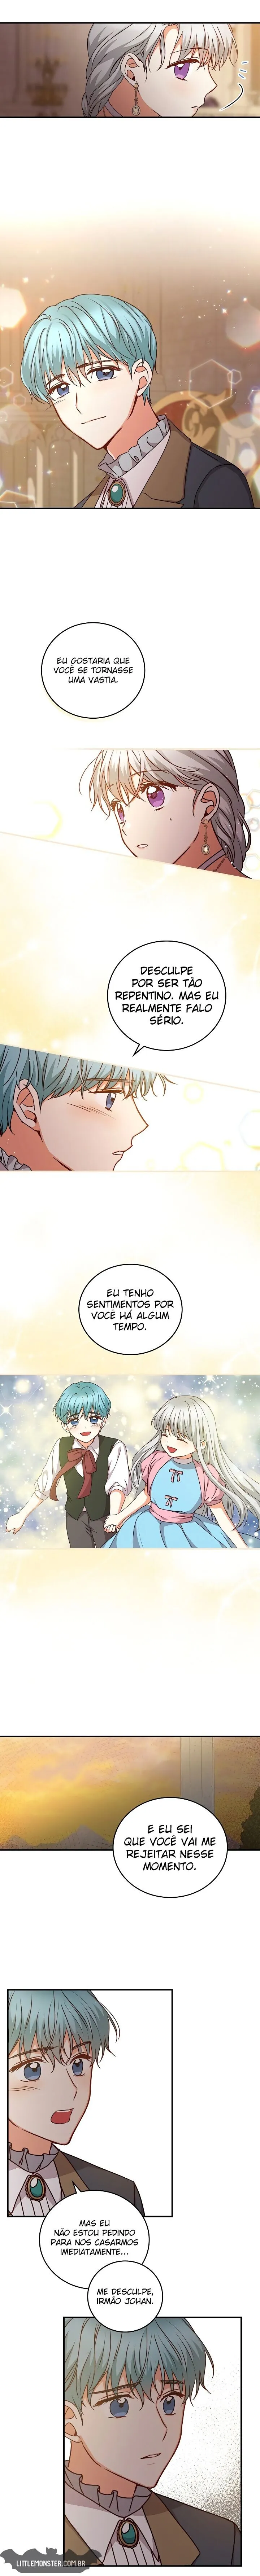 EU GOSTARIA QUE
VOCÊ SE TORNASSE
UMA VASTIA.
DESCULPE
POR SER TÃO
REPENTINO. MAS EU
REALMENTE FALO
SÉRIO.
EU TENHO
SENTIMENTOS POR
VOCÊ HÁ ALGUM
TEMPO.
E EU SEI
QUE VOCÊ VAI ME
REJEITAR NESSE
MOMENTO.
MAS EU
NÃO ESTOU PEDINDO
PARA NOS CASARMOS
IMEDIATAMENTE...
ME DESCULPE,
IRMÃO JOHAN.
LITTLEMONSTER.COM.BR